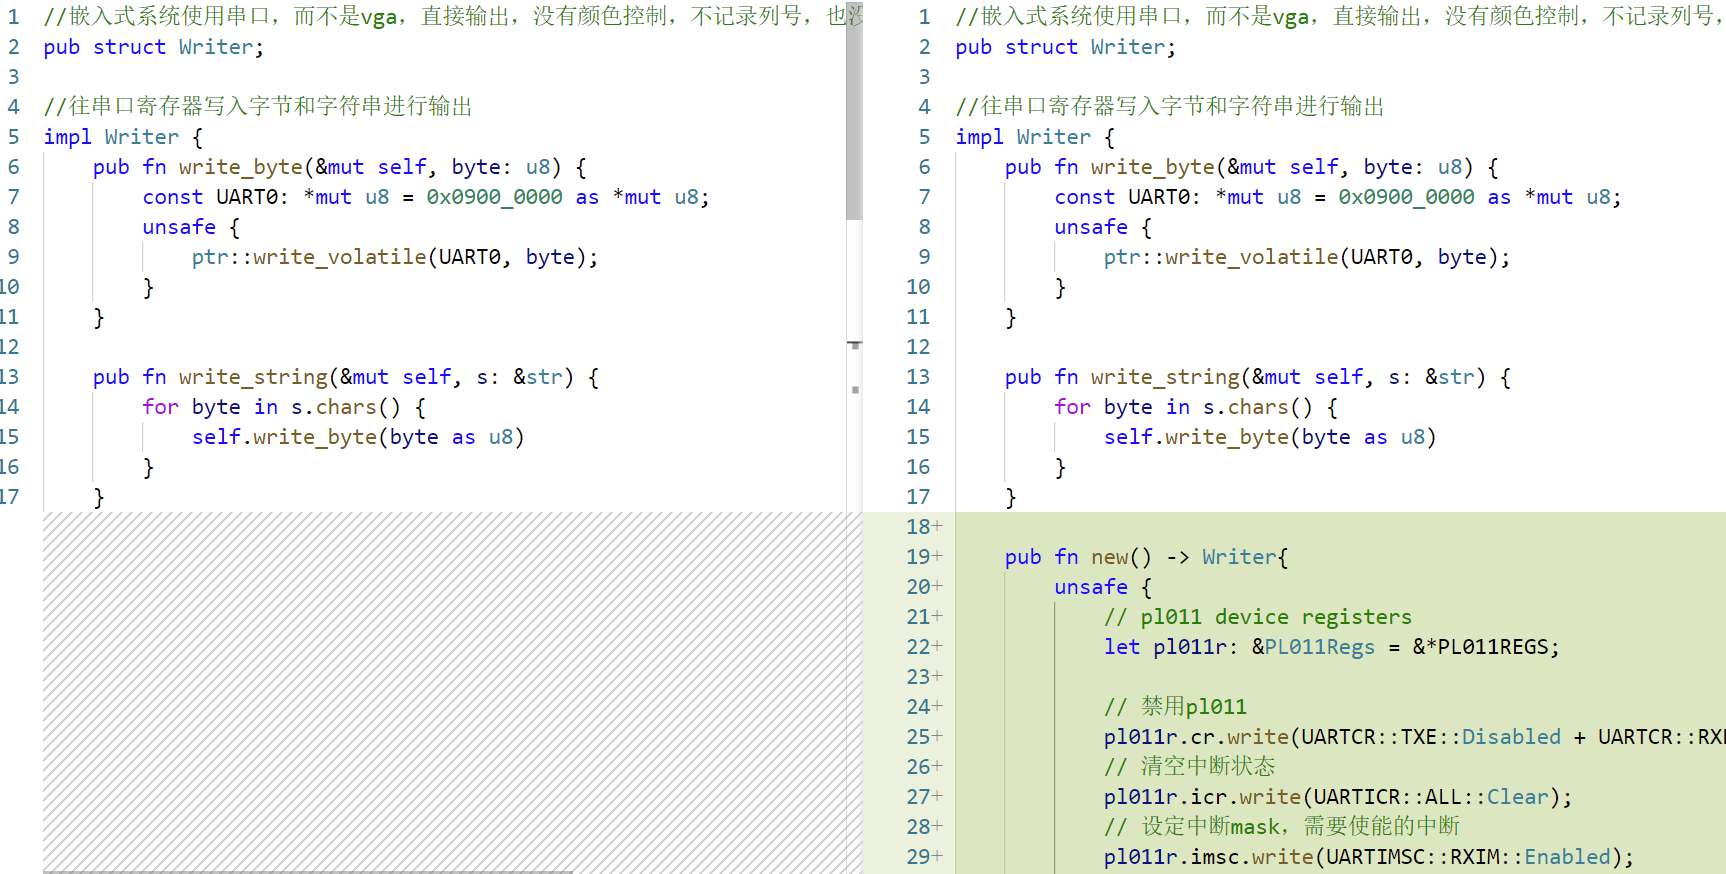 1 //嵌入式系统使用串口，而不是vga，直接输出，没有颜色控制，不记录列号，也没
2 pub struct Writer;
3
4 //往串口寄存器写入字节和字符串进行输出
5 impl Writer {
6 pub fn write_byte(&mut self, byte: u8) {
7 const UART0: *mut u8 = 0x0900_0000 as *mut u8;
8 unsafe {
9 ptr::write_volatile(UART0, byte);
10 }
11 }
12
13 pub fn write_string(&mut self, s: &str) {
14 for byte in s.chars() {
15 self.write_byte(byte as u8)
16 }
17 }
1 //嵌入式系统使用串口，而不是vga，直接输出，没有颜色控制，不记录列号，
2 pub struct Writer;
3
4 //往串口寄存器写入字节和字符串进行输出
5 impl Writer {
6 pub fn write_byte(&mut self, byte: u8) {
7 const UART0: *mut u8 = 0x0900_0000 as *mut u8;
8 unsafe {
9 ptr::write_volatile(UART0, byte);
10 }
11 }
12
13 pub fn write_string(&mut self, s: &str) {
14 for byte in s.chars() {
15 self.write_byte(byte as u8)
16 }
17 }
18+
19+ pub fn new() -> Writer{
20+ unsafe {
21+ // pl011 device registers
22+ let pl011r: &PL011Regs = &*PL011REGS;
23+
24+ // 禁用pl011
25+ pl011r.cr.write(UARTCR::TXE::Disabled + UARTCR::RX
26+ // 清空中断状态
27+ pl011r.icr.write(UARTICR::ALL::Clear);
28+ // 设定中断mask，需要使能的中断
29+ pl011r.imsc.write(UARTIMSC::RXIM::Enabled);